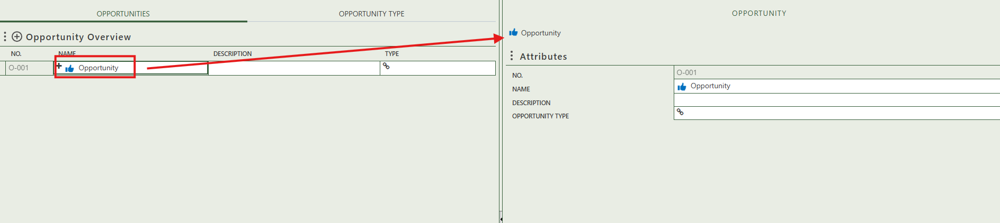 OPPORTUNITIES
OPPORTUNITY TYPE
Opportunity Overview
NO. NAME DESCRIPTION TYPE
O-001 Opportunity
OPPORTUNITY
Opportunity
Attributes
NO. O-001
NAME Opportunity
DESCRIPTION
OPPORTUNITY TYPE